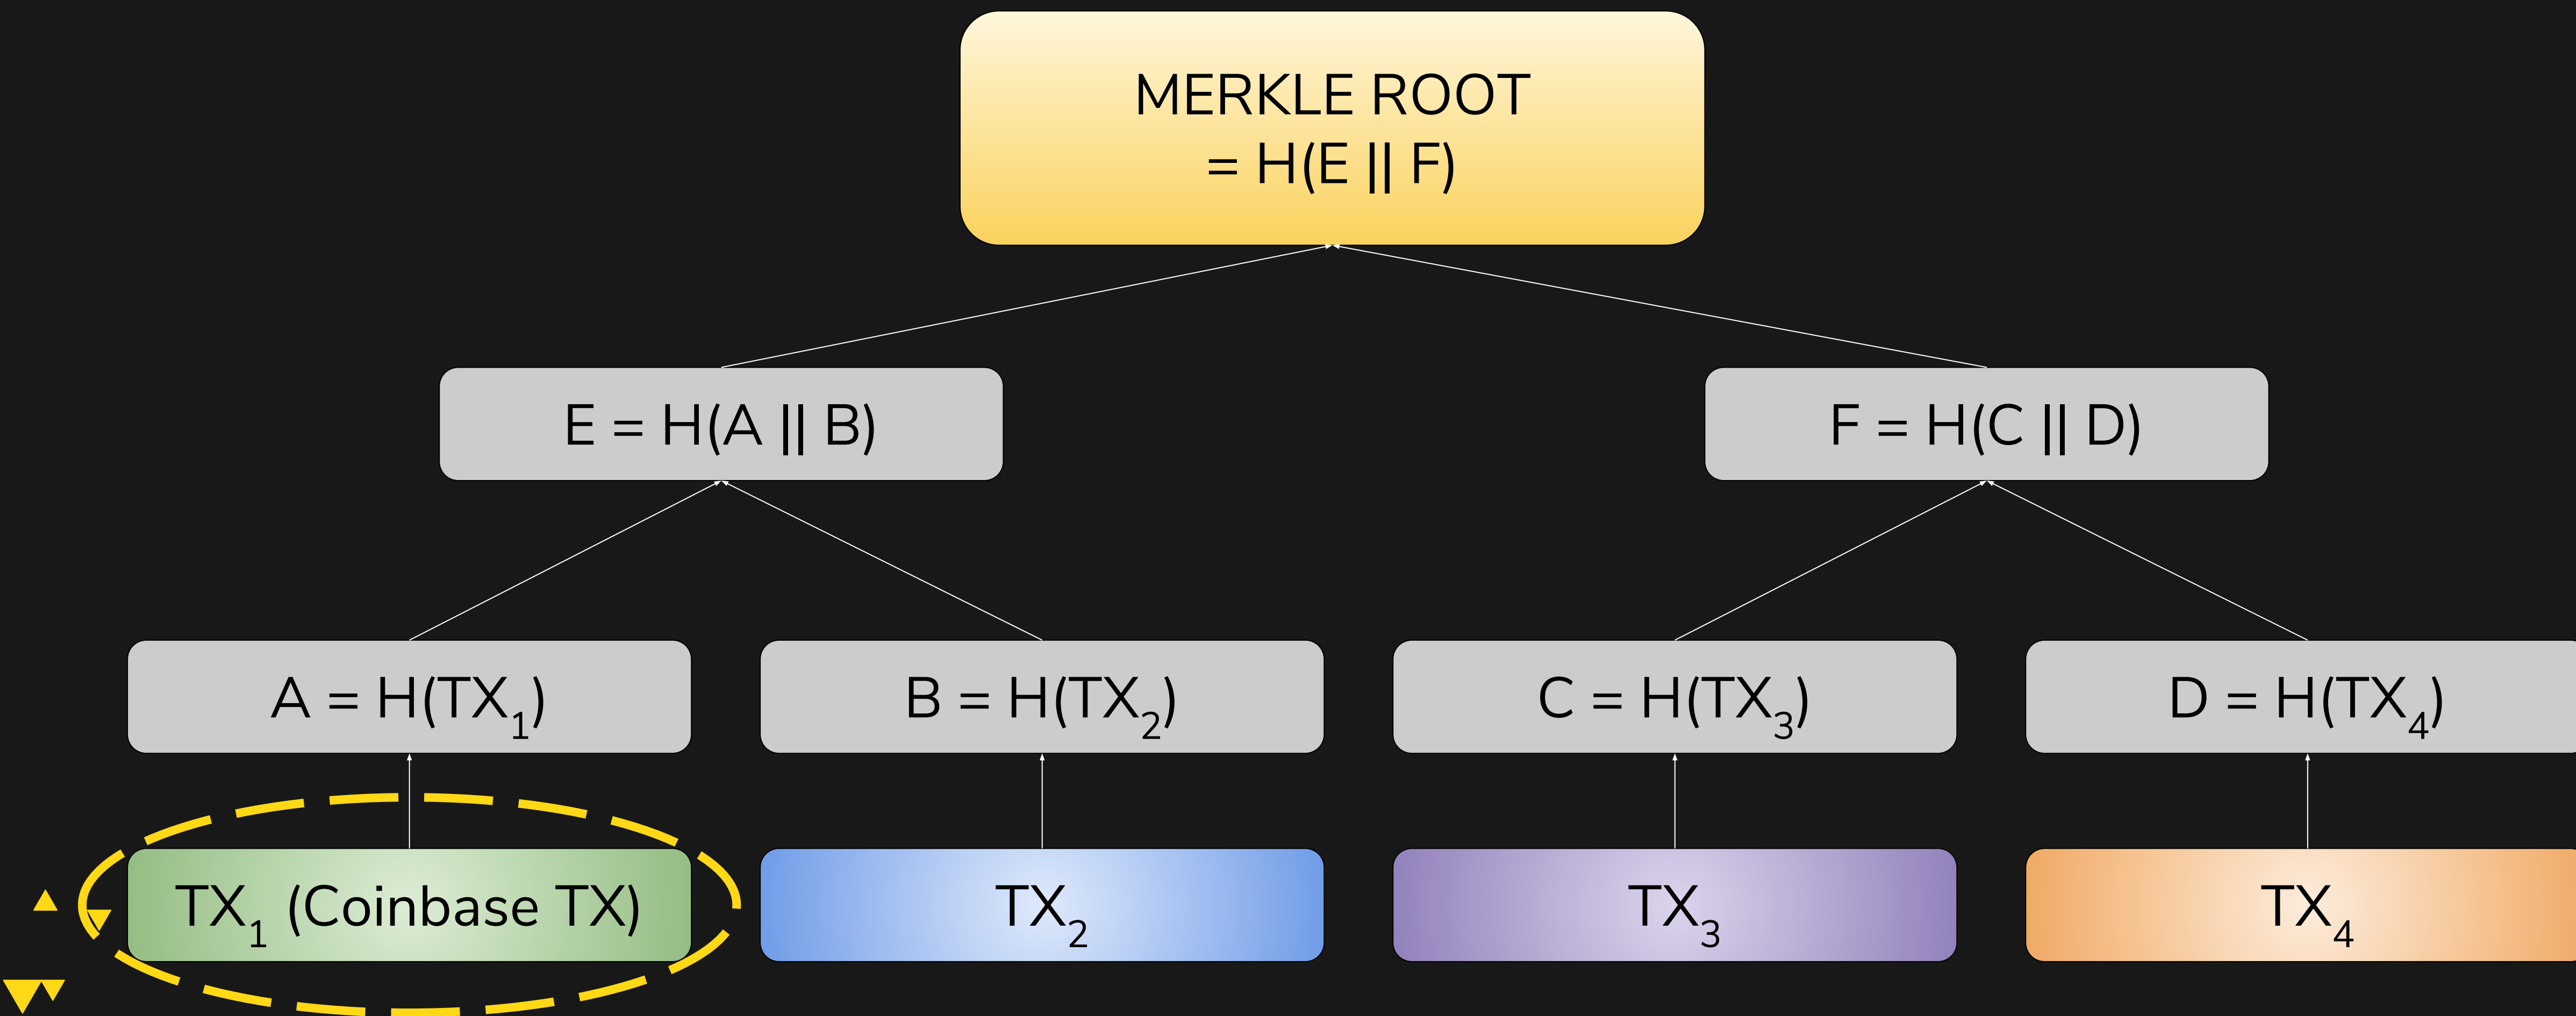 MERKLE ROOT
= H(E || F)
E = H(A || B)
F = H(C || D)
A = H(TX₁)
B = H(TX₂)
C = H(TX₃)
D = H(TX₄)
TX₁ (Coinbase TX)
TX₂
TX₃
TX₄